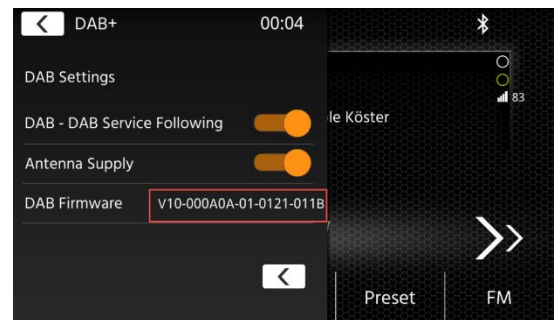 DAB+ 00:04
83
DAB Settings
DAB - DAB Service Following
le Köster
Antenna Supply
DAB Firmware V10-000A0A-01-0121-011B
Preset FM